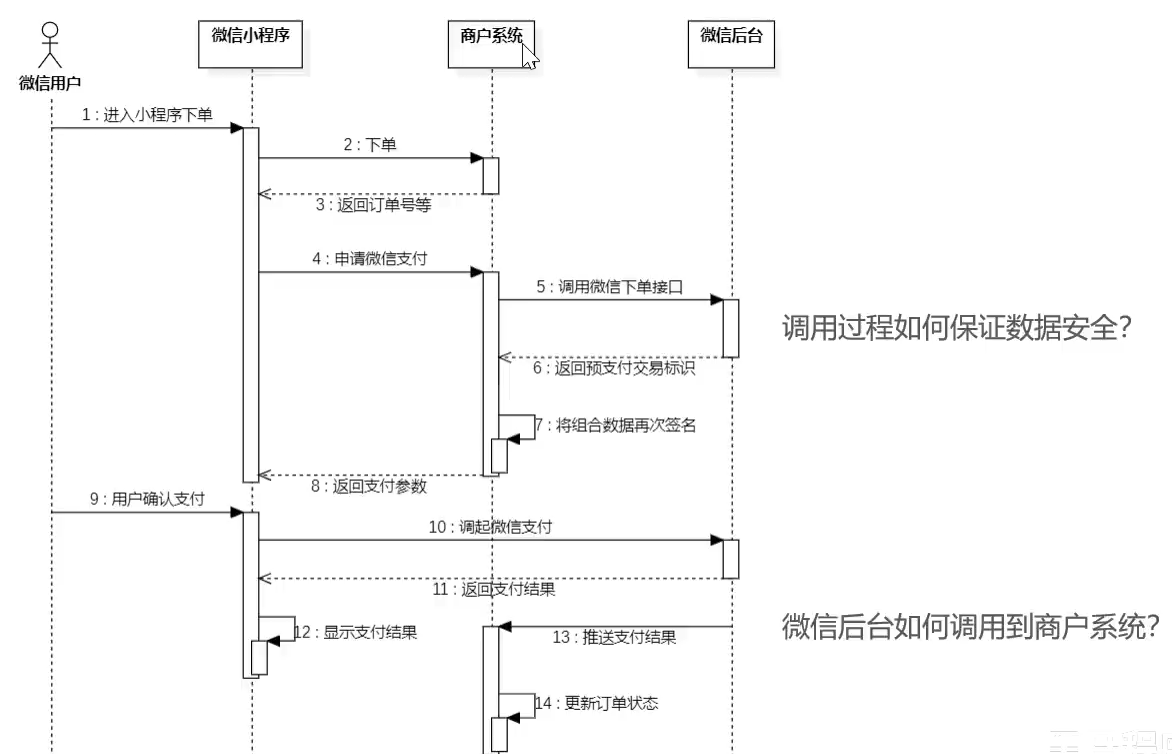 微信小程序
商户系统
微信后台
微信用户
1 : 进入小程序下单
2 : 下单
3 : 返回订单号等
4 : 申请微信支付
5 : 调用微信下单接口
调用过程如何保证数据安全?
6 : 返回预支付交易标识
7 : 将组合数据再次签名
8 : 返回支付参数
9 : 用户确认支付
10 : 调起微信支付
11 : 返回支付结果
12 : 显示支付结果
13 : 推送支付结果
微信后台如何调用到商户系统?
14 : 更新订单状态